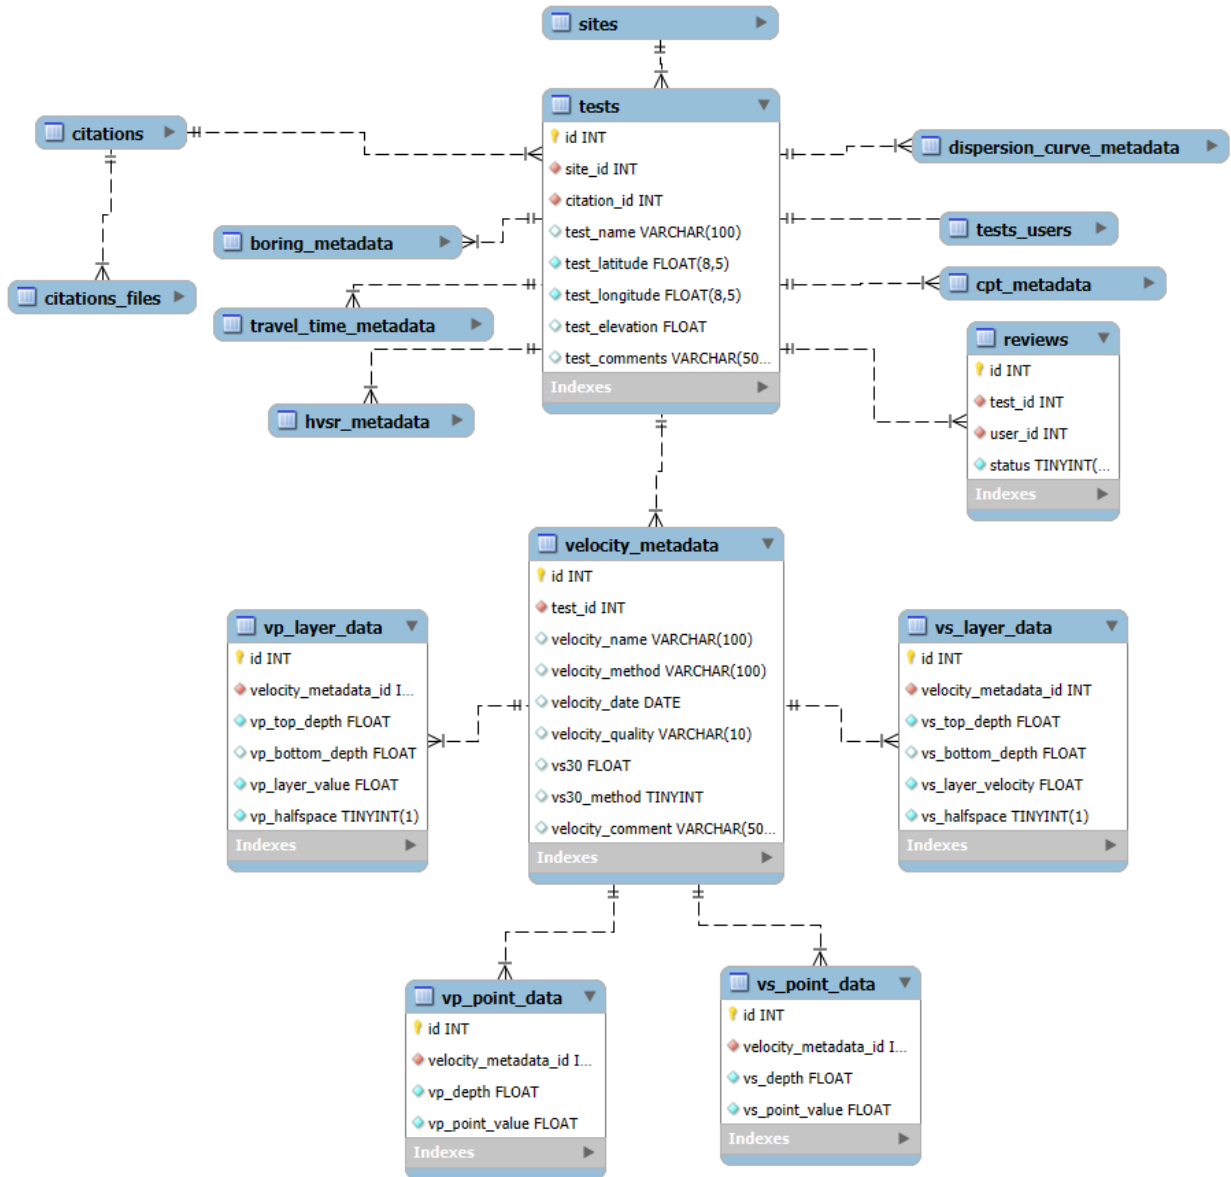 sites
tests
id INT
site_id INT
citation_id INT
test_name VARCHAR(100)
test_latitude FLOAT(8,5)
test_longitude FLOAT(8,5)
test_elevation FLOAT
test_comments VARCHAR(50...
Indexes
citations
citations_files
boring_metadata
travel_time_metadata
hvsr_metadata
dispersion_curve_metadata
tests_users
cpt_metadata
reviews
id INT
test_id INT
user_id INT
status TINYINT(...
Indexes
velocity_metadata
id INT
test_id INT
velocity_name VARCHAR(100)
velocity_method VARCHAR(100)
velocity_date DATE
velocity_quality VARCHAR(10)
vs30 FLOAT
vs30_method TINYINT
velocity_comment VARCHAR(50...
Indexes
vp_layer_data
id INT
velocity_metadata_id I...
vp_top_depth FLOAT
vp_bottom_depth FLOAT
vp_layer_value FLOAT
vp_halfspace TINYINT(1)
Indexes
vs_layer_data
id INT
velocity_metadata_id INT
vs_top_depth FLOAT
vs_bottom_depth FLOAT
vs_layer_velocity FLOAT
vs_halfspace TINYINT(1)
Indexes
vp_point_data
id INT
velocity_metadata_id I...
vp_depth FLOAT
vp_point_value FLOAT
Indexes
vs_point_data
id INT
velocity_metadata_id I...
vs_depth FLOAT
vs_point_value FLOAT
Indexes